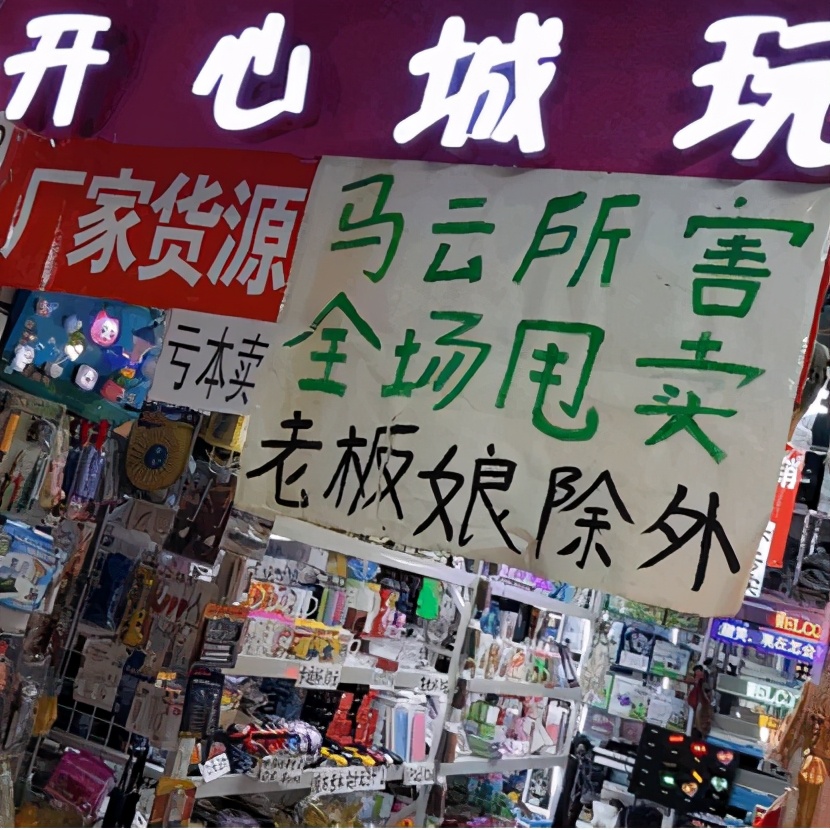 开心城玩
厂家货源
亏本卖
马云所害
全场甩卖
老板娘除外